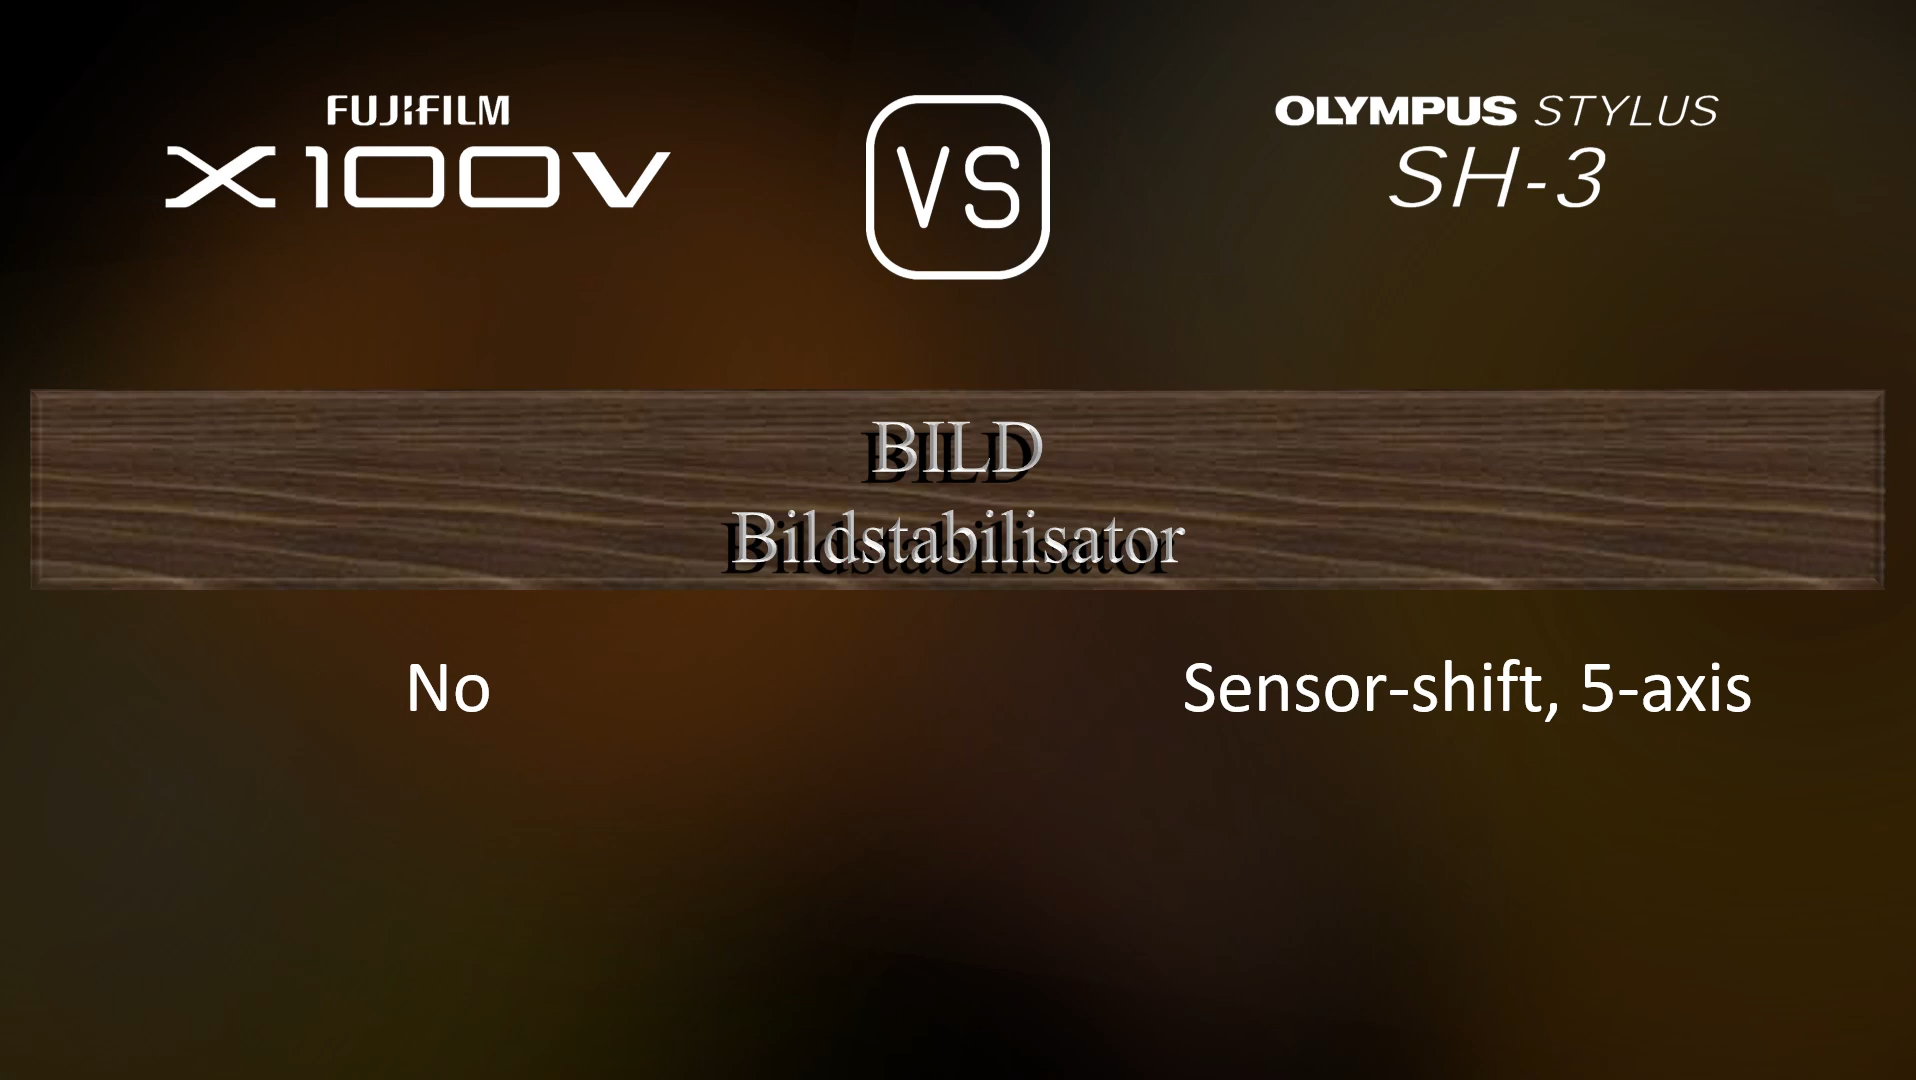 FUJIFILM
X100V
VS
OLYMPUS STYLUS
SH-3
BILD
Bildstabilisator
No
Sensor-shift, 5-axis